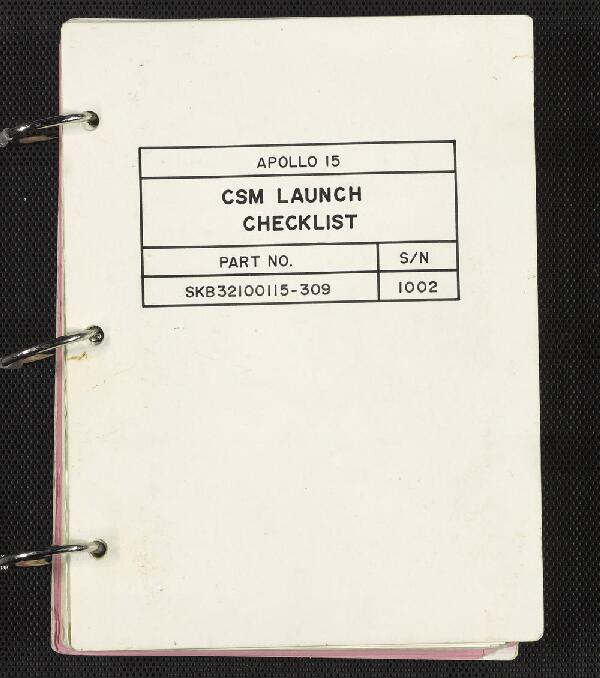 APOLLO 15
CSM LAUNCH
CHECKLIST
PART NO. S/N
SKB32100115-309 1002